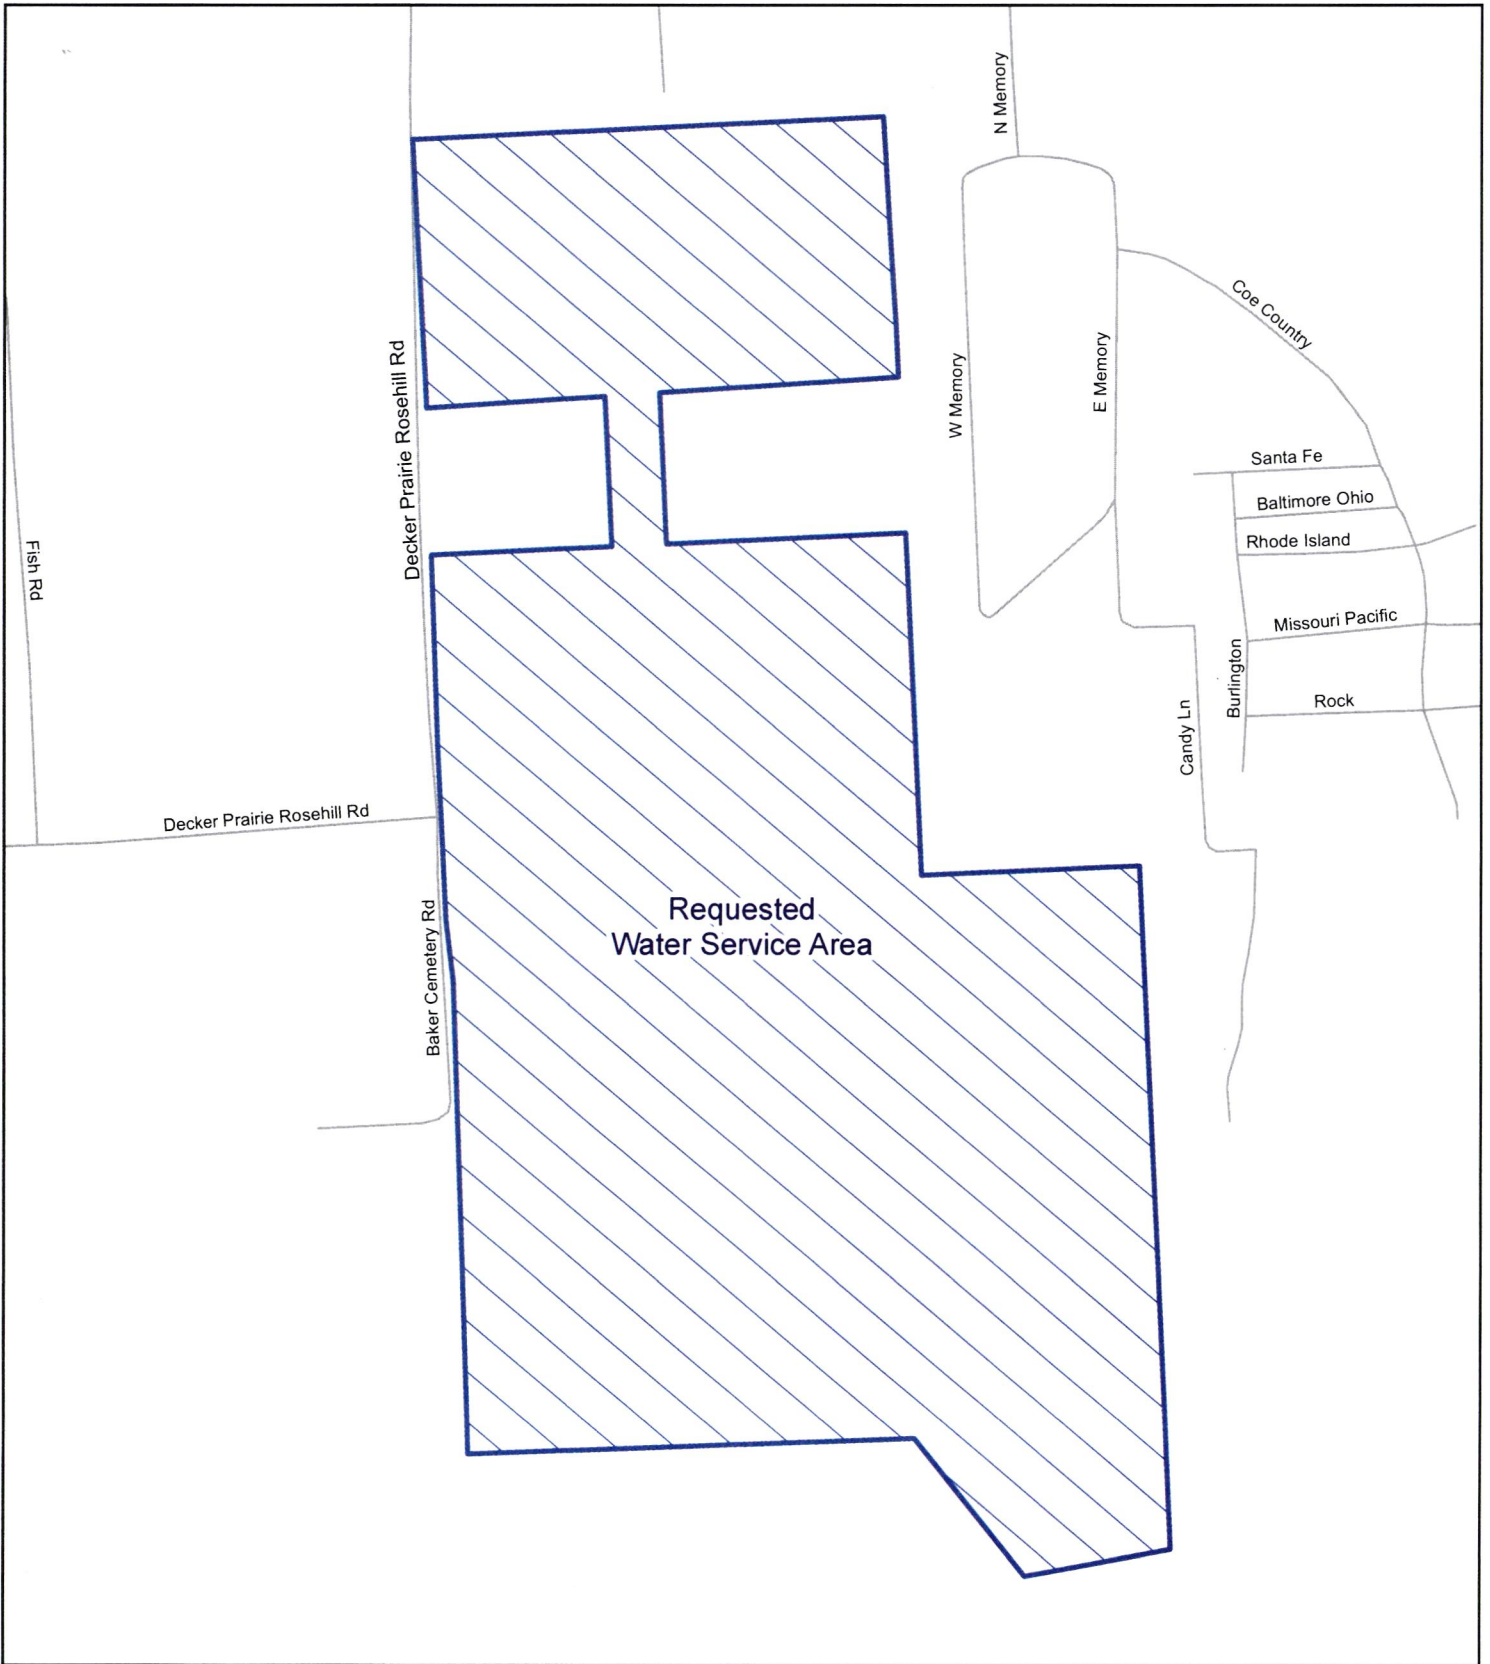 N Memory
Coe Country
Decker Prairie Rosehill Rd
W Memory
E Memory
Santa Fe
Baltimore Ohio
Rhode Island
Fish Rd
Missouri Pacific
Burlington
Rock
Candy Ln
Decker Prairie Rosehill Rd
Requested
Water Service Area
Baker Cemetery Rd